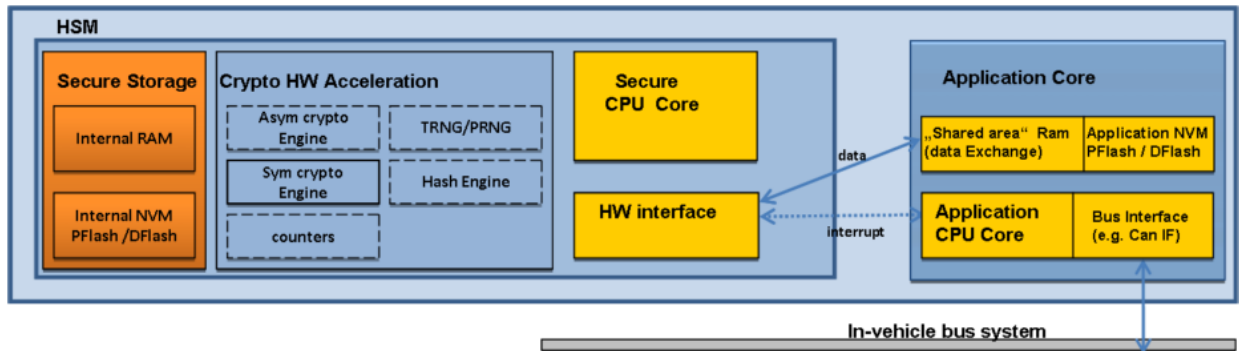 HSM
Secure Storage
Internal RAM
Internal NVM
PFlash /DFlash
Crypto HW Acceleration
Asym crypto
Engine
TRNG/PRNG
Sym crypto
Engine
Hash Engine
counters
Secure
CPU Core
HW interface
data
interrupt
Application Core
„Shared area“ Ram
(data Exchange)
Application NVM
PFlash / DFlash
Application
CPU Core
Bus Interface
(e.g. Can IF)
In-vehicle bus system